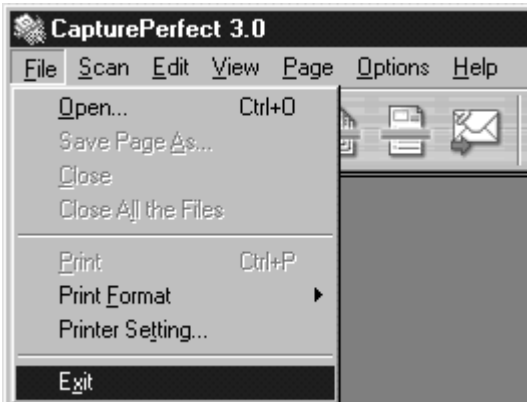 CapturePerfect 3.0
File Scan Edit View Page Options Help
Open... Ctrl+O
Save Page As...
Close
Close All the Files
Print Ctrl+P
Print Format
Printer Setting...
Exit